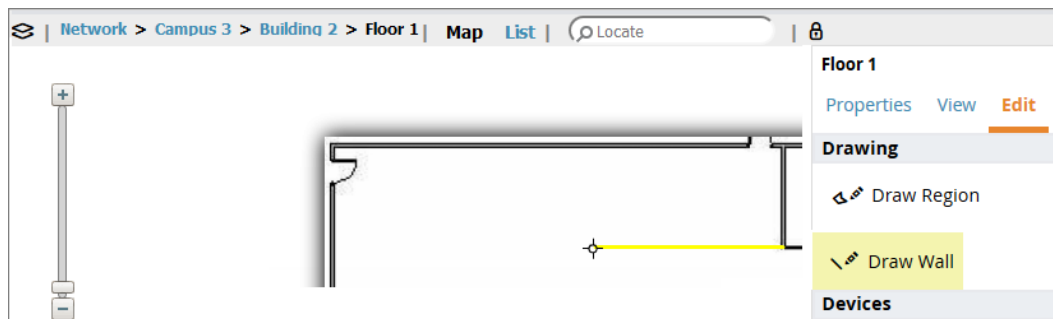 Network > Campus 3 > Building 2 > Floor 1 | Map List | Locate |
Floor 1
Properties View Edit
Drawing
Draw Region
Draw Wall
Devices